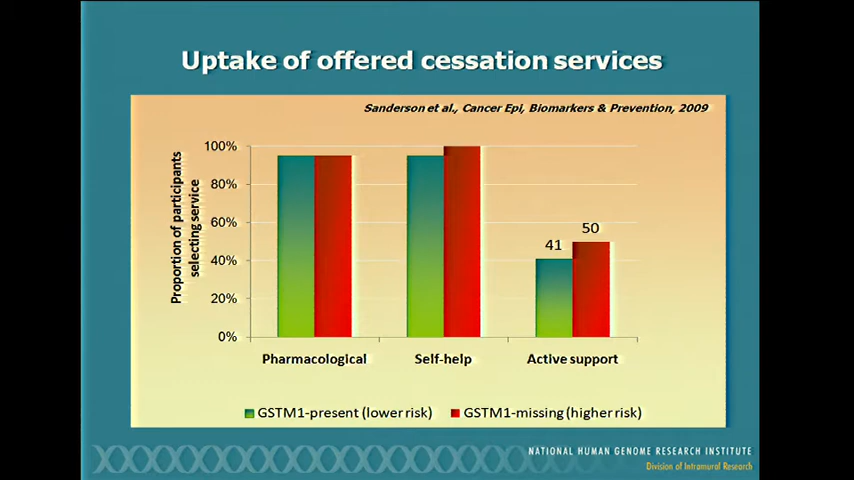 Uptake of offered cessation services
Sanderson et al., Cancer Epi, Biomarkers & Prevention, 2009
Proportion of participants
selecting service
100%
80%
60%
40%
20%
0%
41
50
Pharmacological
Self-help
Active support
GSTM1-present (lower risk)
GSTM1-missing (higher risk)
NATIONAL HUMAN GENOME RESEARCH INSTITUTE
Division of Intramural Research